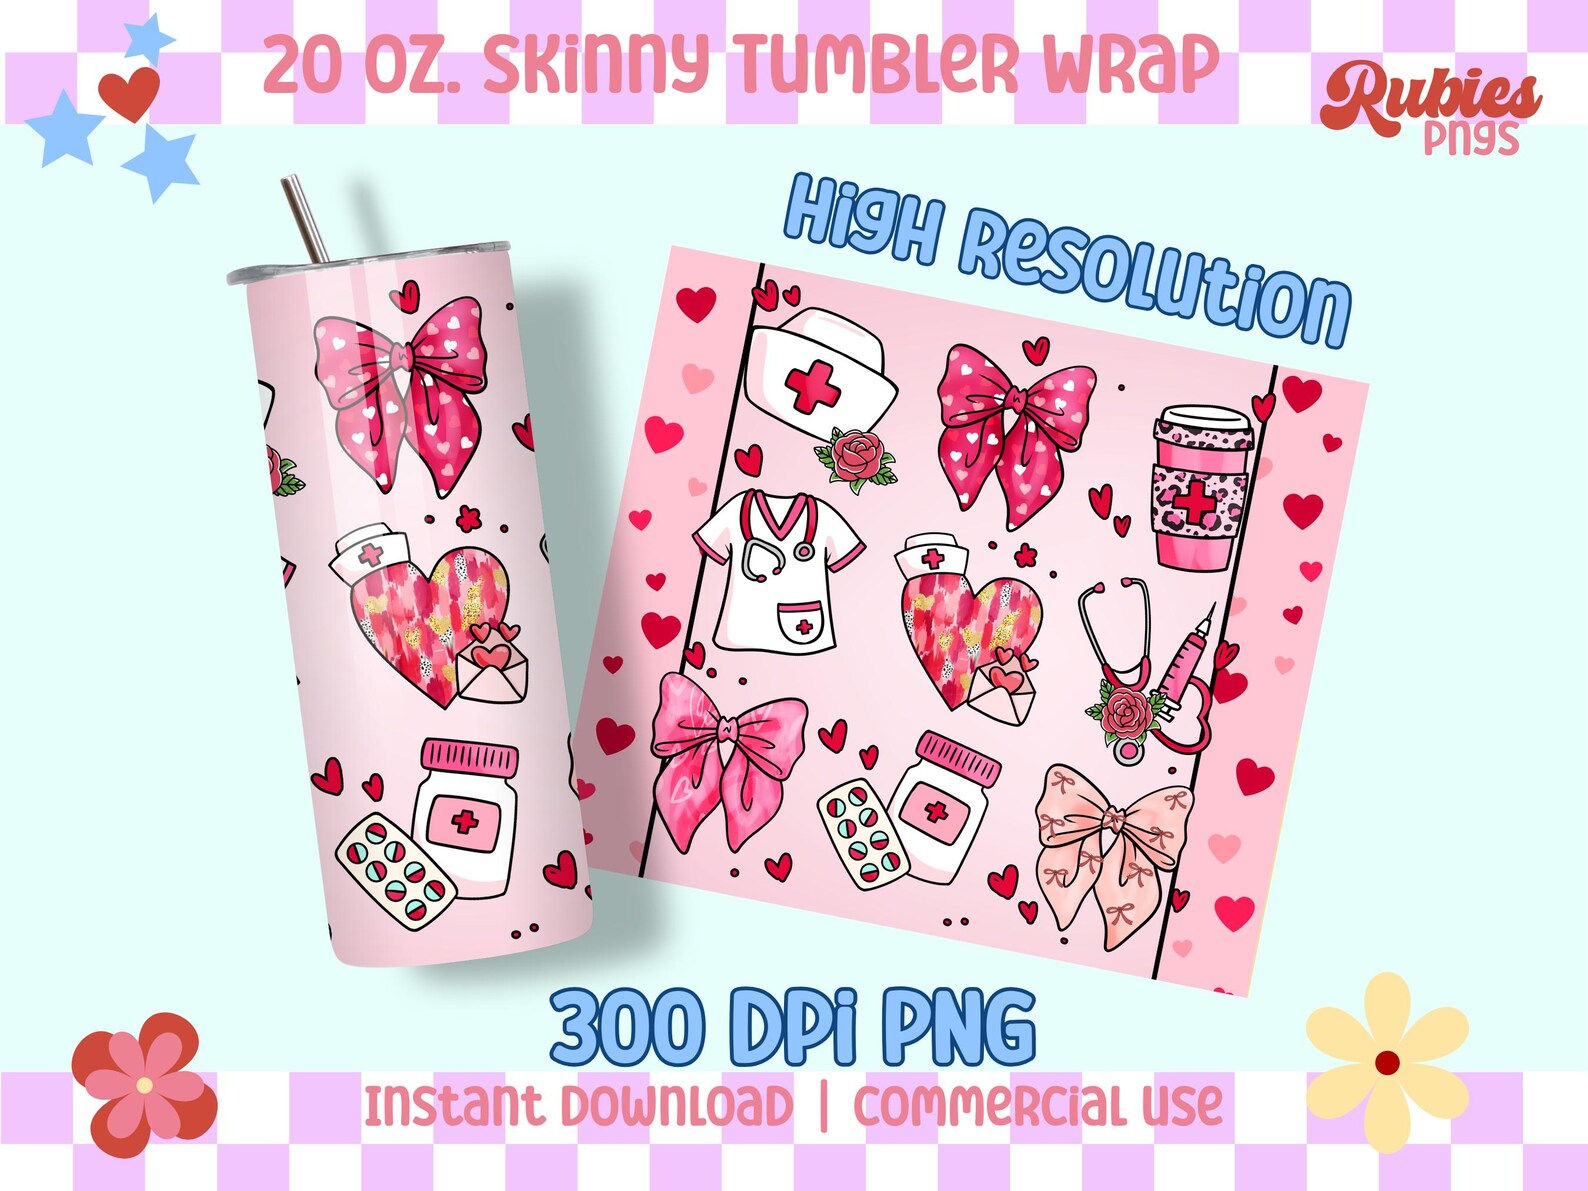 20 oz. Skinny Tumbler Wrap
Rubies
PNGS
High Resolution
300 DPI PNG
Instant Download | Commercial Use